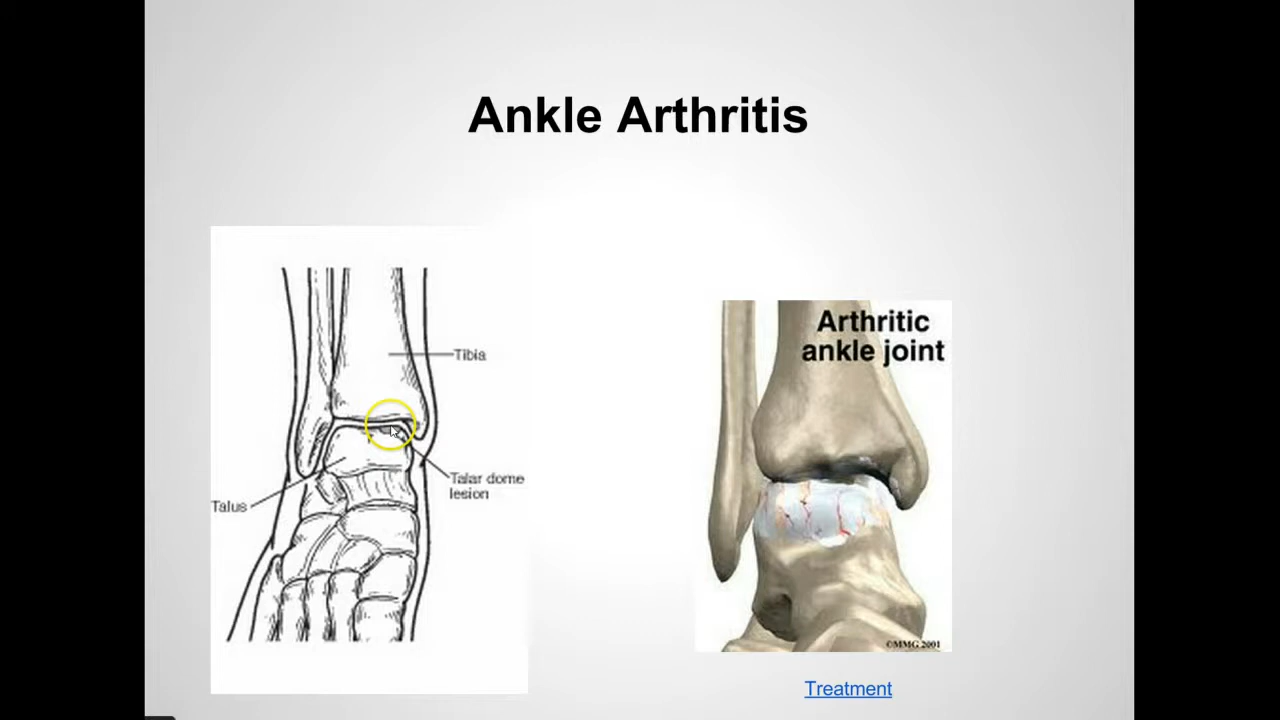 Ankle Arthritis
Tibia
Talar dome
lesion
Talus
Arthritic
ankle joint
©MMG 2001
Treatment